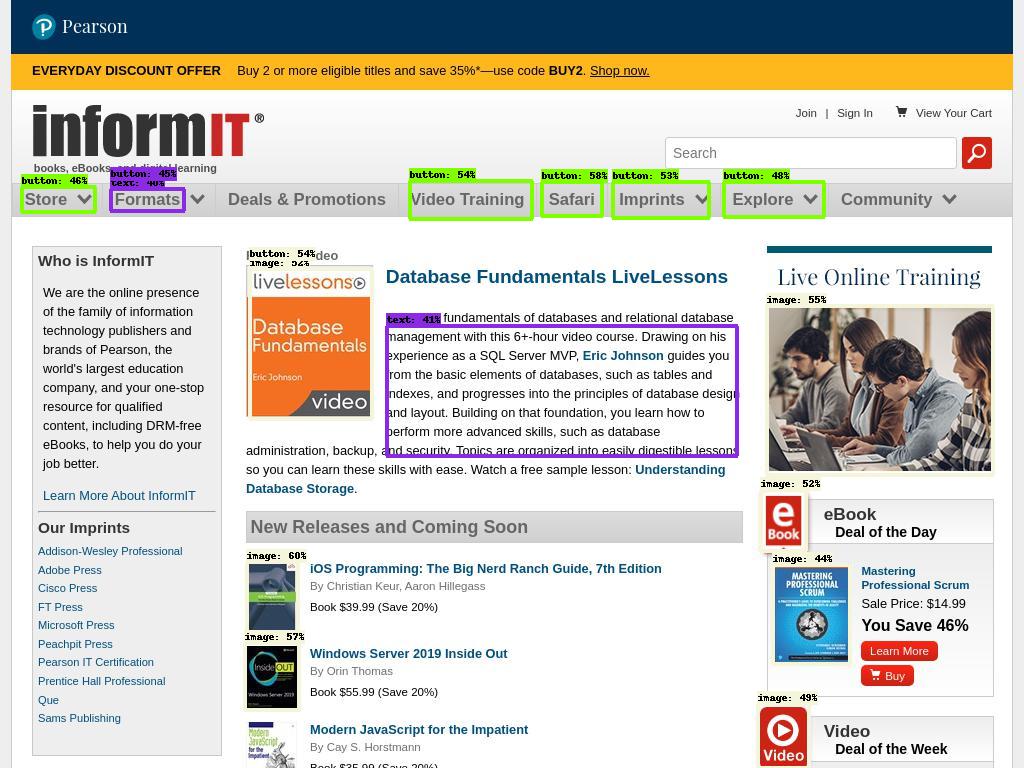 Pearson
EVERYDAY DISCOUNT OFFER Buy 2 or more eligible titles and save 35%*—use code BUY2. Shop now.
informIT®
Join | Sign In View Your Cart
books, eBooks, and digital learning
Search
button: 46%
button: 45%
text: 40%
button: 54%
button: 58%
button: 53%
button: 48%
Store Formats Deals & Promotions Video Training Safari Imprints Explore Community
Who is InformIT
We are the online presence
of the family of information
technology publishers and
brands of Pearson, the
world's largest education
company, and your one-stop
resource for qualified
content, including DRM-free
eBooks, to help you do your
job better.
Learn More About InformIT
Our Imprints
Addison-Wesley Professional
Adobe Press
Cisco Press
FT Press
Microsoft Press
Peachpit Press
Pearson IT Certification
Prentice Hall Professional
Que
Sams Publishing
button: 54%
image: 52%
deo
livelessons
Database
Fundamentals
Eric Johnson
video
Database Fundamentals LiveLessons
text: 41%
fundamentals of databases and relational database
management with this 6+-hour video course. Drawing on his
experience as a SQL Server MVP, Eric Johnson guides you
from the basic elements of databases, such as tables and
indexes, and progresses into the principles of database design
and layout. Building on that foundation, you learn how to
perform more advanced skills, such as database
administration, backup, and security. Topics are organized into easily digestible lessons
so you can learn these skills with ease. Watch a free sample lesson: Understanding
Database Storage.
New Releases and Coming Soon
image: 60%
iOS Programming: The Big Nerd Ranch Guide, 7th Edition
By Christian Keur, Aaron Hillegass
Book $39.99 (Save 20%)
image: 57%
Inside OUT
Windows Server 2019
Windows Server 2019 Inside Out
By Orin Thomas
Book $55.99 (Save 20%)
Modern
JavaScript
for the
Impatient
Modern JavaScript for the Impatient
By Cay S. Horstmann
Book $35.99 (Save 20%)
Live Online Training
image: 55%
image: 52%
e
Book
eBook
Deal of the Day
image: 44%
MASTERING
PROFESSIONAL
SCRUM
Mastering
Professional Scrum
Sale Price: $14.99
You Save 46%
Learn More
Buy
image: 49%
Video
Video
Deal of the Week